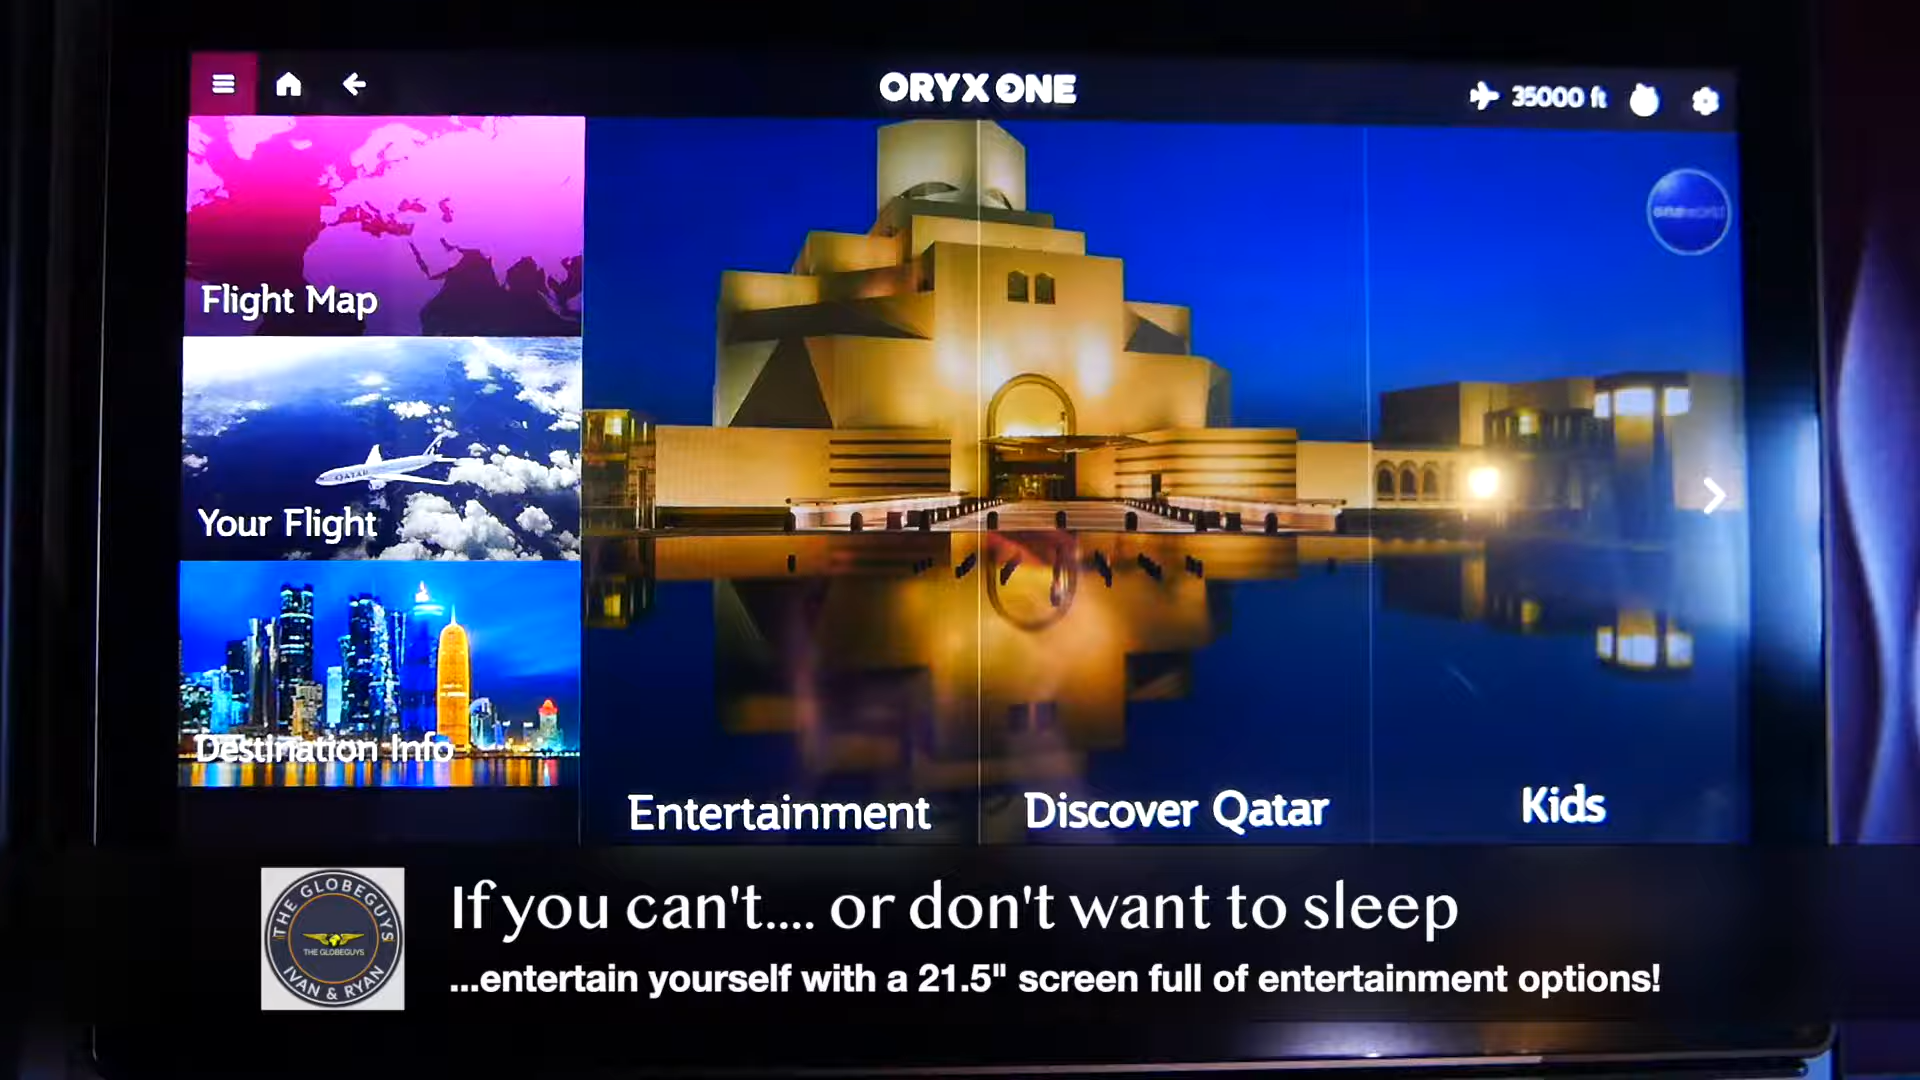 ORYX ONE
35000 ft
oneworld
Flight Map
QATAR
Your Flight
Destination Info
Entertainment
Discover Qatar
Kids
If you can't.... or don't want to sleep
...entertain yourself with a 21.5" screen full of entertainment options!
THE GLOBEGUYS
THE GLOBEGUYS
IVAN & RYAN